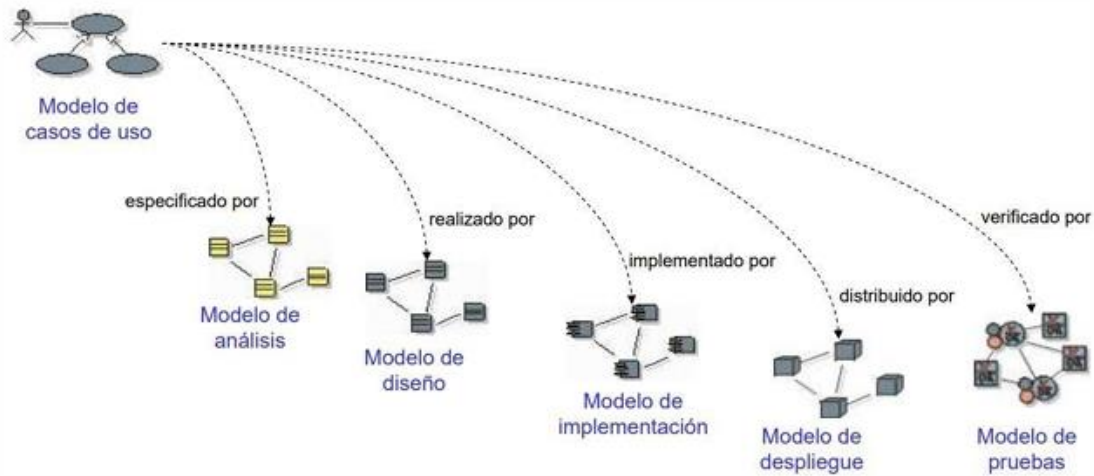 Modelo de
casos de uso
especificado por
realizado por
implementado por
distribuido por
verificado por
Modelo de
análisis
Modelo de
diseño
Modelo de
implementación
Modelo de
despliegue
Modelo de
pruebas